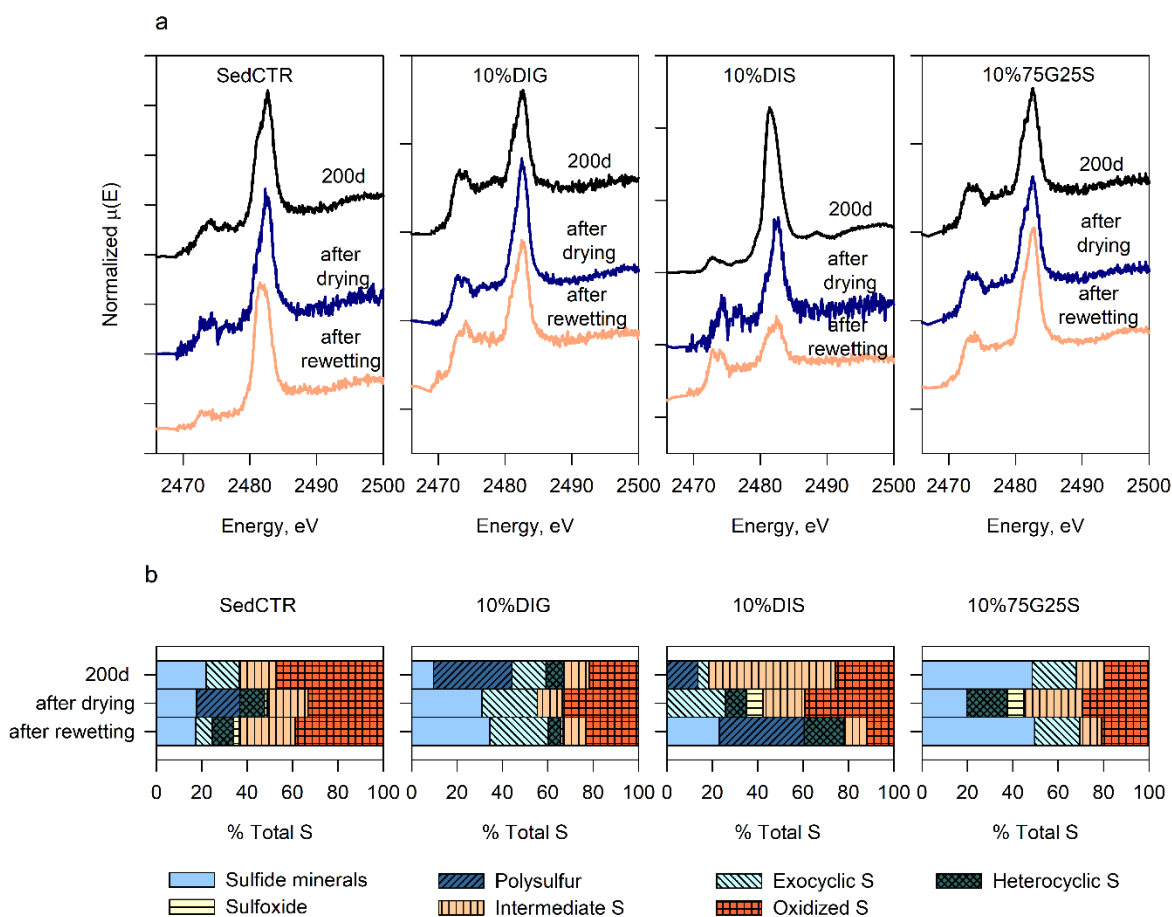 a
SedCTR
10%DIG
10%DIS
10%75G25S
Normalized µ(E)
200d
after
drying
after
rewetting
200d
after
drying
after
rewetting
200d
after
drying
after
rewetting
200d
after
drying
after
rewetting
2470 2480 2490 2500
2470 2480 2490 2500
2470 2480 2490 2500
2470 2480 2490 2500
Energy, eV
Energy, eV
Energy, eV
Energy, eV
b
SedCTR
10%DIG
10%DIS
10%75G25S
200d
after drying
after rewetting
0 20 40 60 80 100
0 20 40 60 80 100
0 20 40 60 80 100
0 20 40 60 80 100
% Total S
% Total S
% Total S
% Total S
Sulfide minerals
Polysulfur
Exocyclic S
Heterocyclic S
Sulfoxide
Intermediate S
Oxidized S